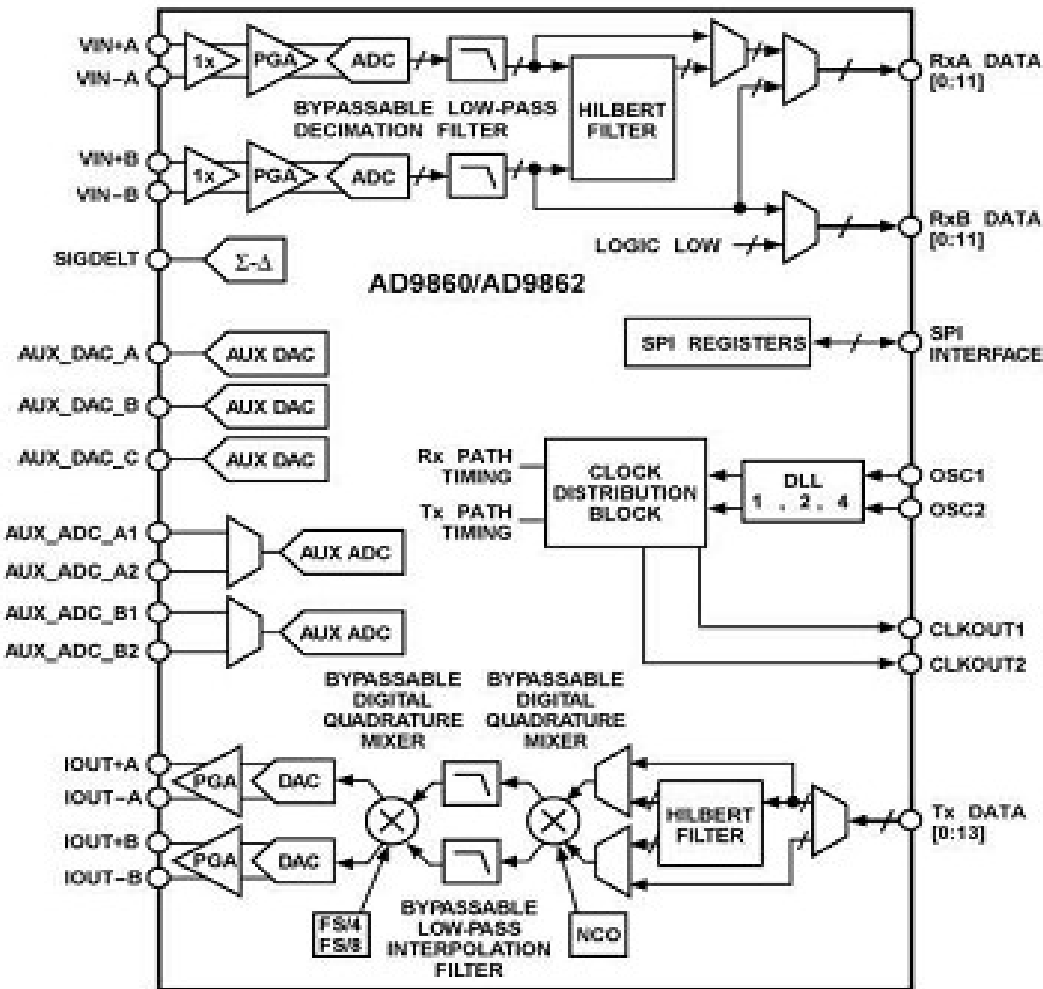 VIN+A
VIN−A
1x
PGA
ADC
BYPASSABLE LOW-PASS
DECIMATION FILTER
HILBERT
FILTER
RxA DATA
[0:11]
VIN+B
VIN−B
1x
PGA
ADC
LOGIC LOW
RxB DATA
[0:11]
SIGDELT
Σ-Δ
AD9860/AD9862
SPI REGISTERS
SPI
INTERFACE
AUX_DAC_A
AUX DAC
AUX_DAC_B
AUX DAC
AUX_DAC_C
AUX DAC
Rx PATH
TIMING
Tx PATH
TIMING
CLOCK
DISTRIBUTION
BLOCK
DLL
1 , 2, 4
OSC1
OSC2
AUX_ADC_A1
AUX_ADC_A2
AUX ADC
AUX_ADC_B1
AUX_ADC_B2
AUX ADC
CLKOUT1
CLKOUT2
BYPASSABLE
DIGITAL
QUADRATURE
MIXER
BYPASSABLE
DIGITAL
QUADRATURE
MIXER
IOUT+A
IOUT−A
PGA
DAC
IOUT+B
IOUT−B
PGA
DAC
HILBERT
FILTER
Tx DATA
[0:13]
FS/4
FS/8
BYPASSABLE
LOW-PASS
INTERPOLATION
FILTER
NCO